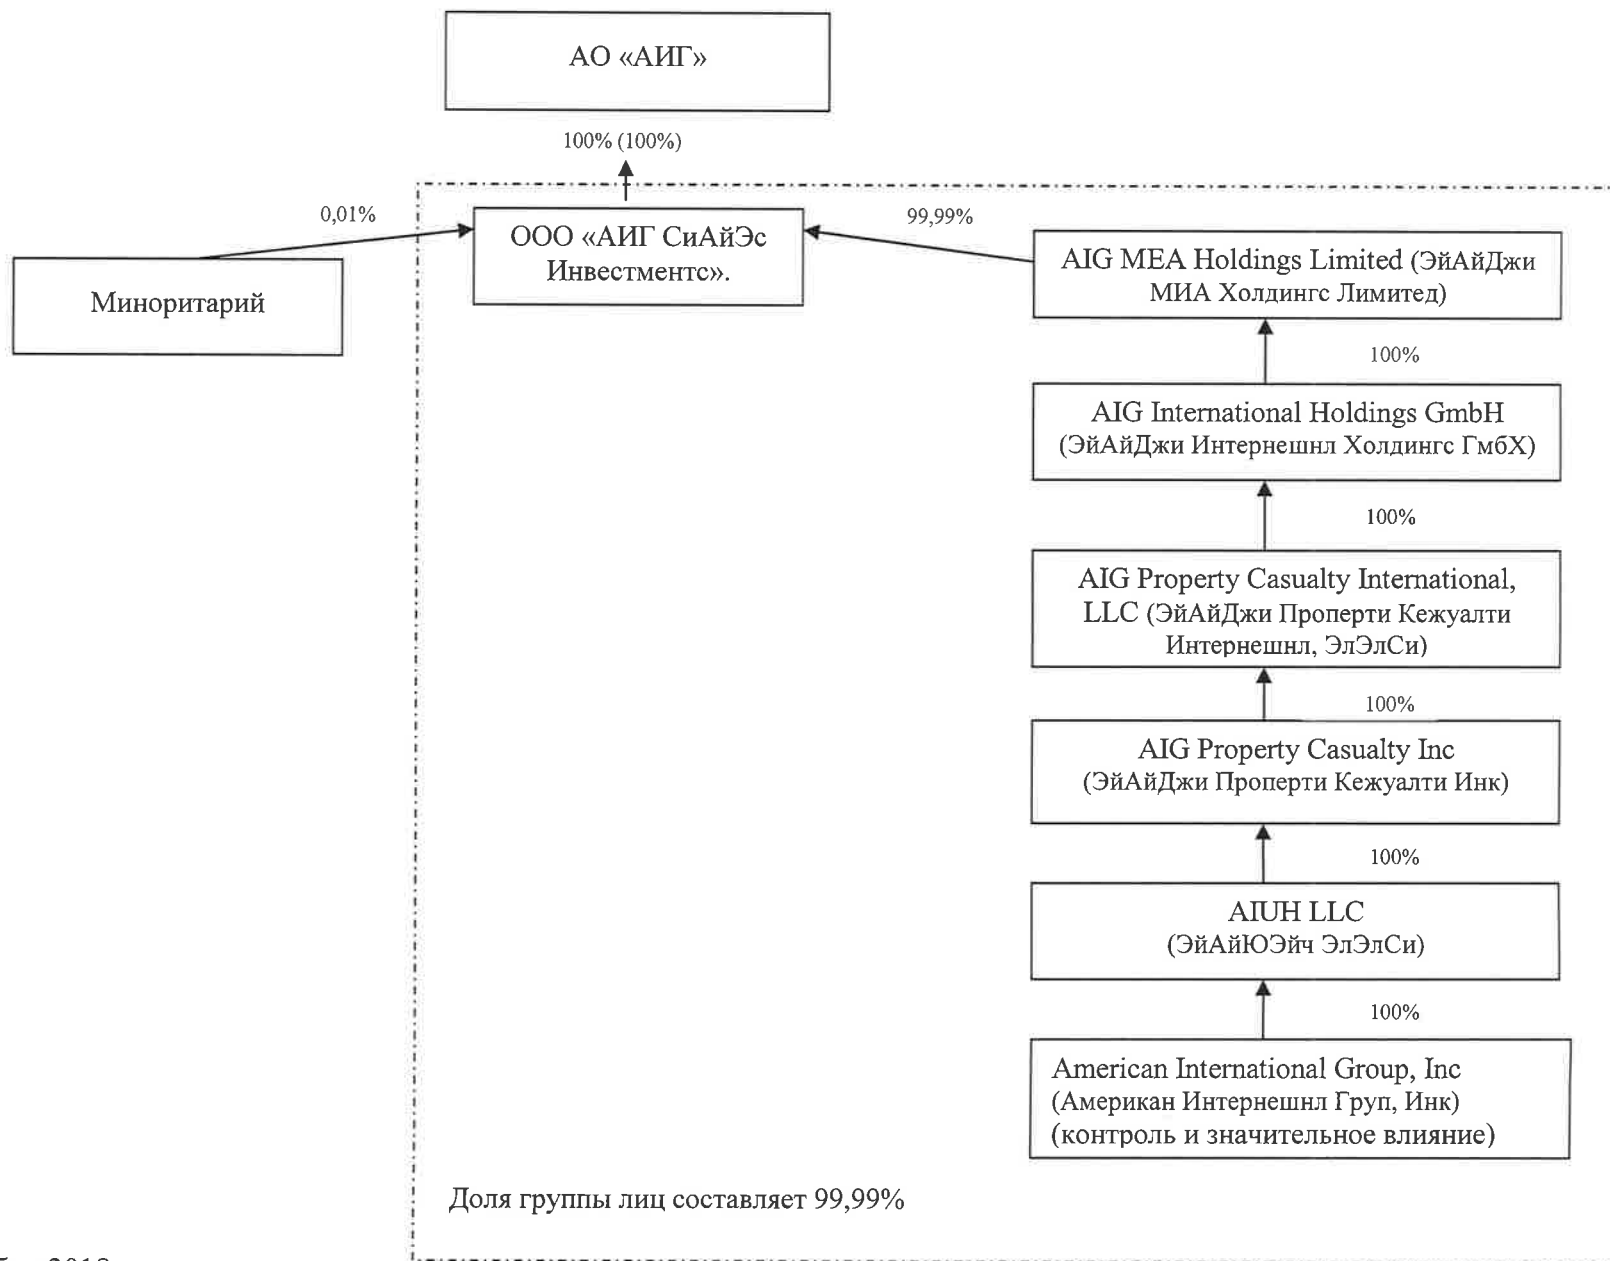 АО «АИГ»
100% (100%)
0,01%
99,99%
ООО «АИГ СиАйЭс
Инвестментс».
Миноритарий
AIG MEA Holdings Limited (ЭйАйДжи
МИА Холдингс Лимитед)
100%
AIG International Holdings GmbH
(ЭйАйДжи Интернешнл Холдингс ГмбХ)
100%
AIG Property Casualty International,
LLC (ЭйАйДжи Проперти Кежуалти
Интернешнл, ЭлЭлСи)
100%
AIG Property Casualty Inc
(ЭйАйДжи Проперти Кежуалти Инк)
100%
AIUH LLC
(ЭйАйЮЭйч ЭлЭлСи)
100%
American International Group, Inc
(Американ Интернешнл Груп, Инк)
(контроль и значительное влияние)
Доля группы лиц составляет 99,99%